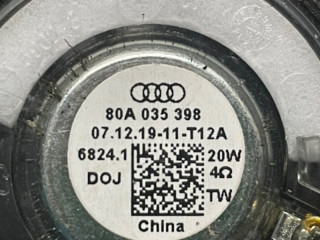 80A 035 398
07.12.19-11-T12A
6824.1 20W
4Ω
DOJ TW
China